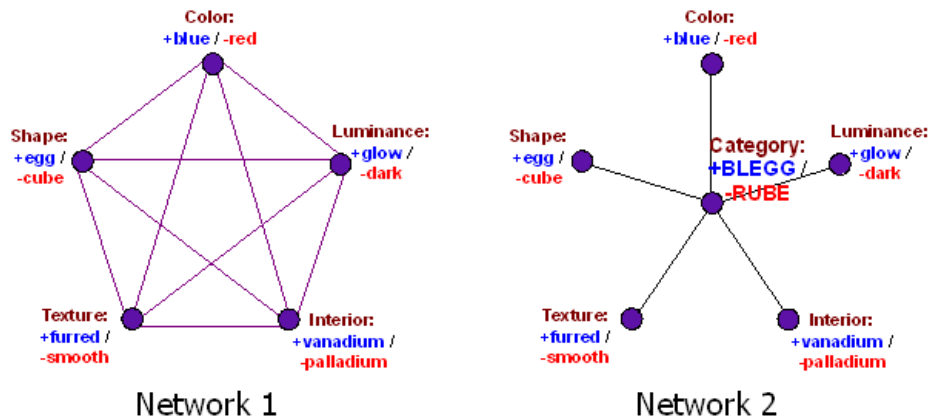 Color:
+blue / -red
Shape:
+egg /
-cube
Luminance:
+glow /
-dark
Texture:
+furred /
-smooth
Interior:
+vanadium /
-palladium
Network 1
Color:
+blue / -red
Shape:
+egg /
-cube
Category:
+BLEGG /
-RUBE
Luminance:
+glow /
-dark
Texture:
+furred /
-smooth
Interior:
+vanadium /
-palladium
Network 2